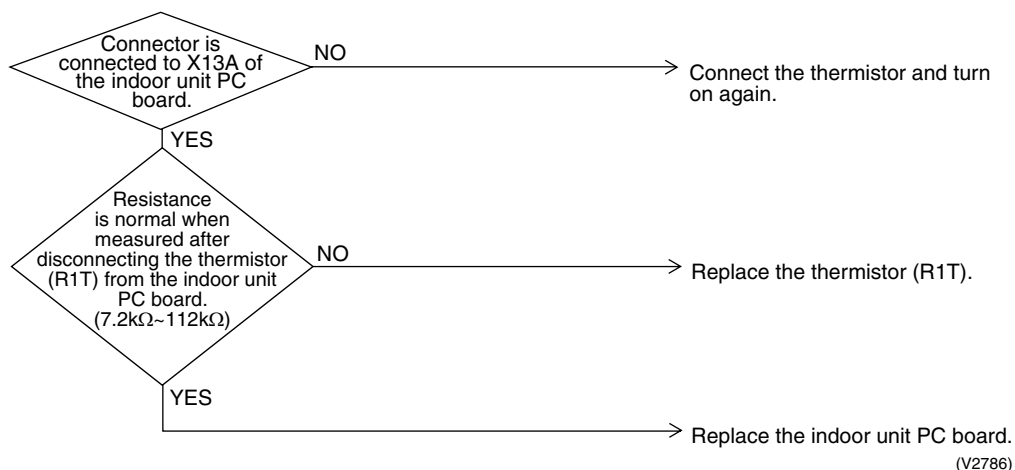 Connector is
connected to X13A of
the indoor unit PC
board.
NO
Connect the thermistor and turn
on again.
YES
Resistance
is normal when
measured after
disconnecting the thermistor
(R1T) from the indoor unit
PC board.
(7.2kΩ~112kΩ)
NO
Replace the thermistor (R1T).
YES
Replace the indoor unit PC board.
(V2786)